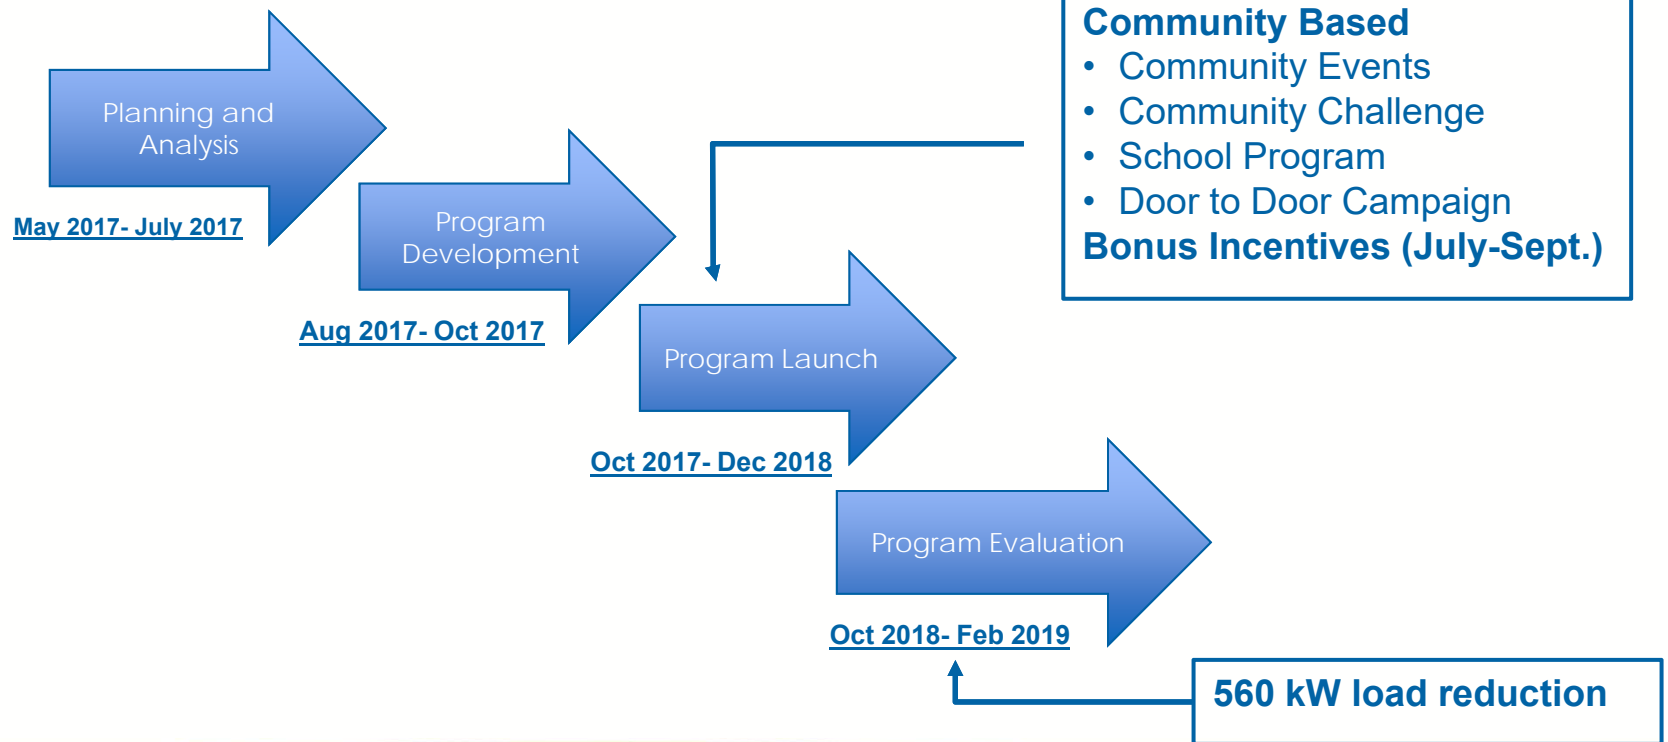 Community Based
• Community Events
• Community Challenge
• School Program
• Door to Door Campaign
Bonus Incentives (July-Sept.)
Planning and
Analysis
May 2017- July 2017
Program
Development
Aug 2017- Oct 2017
Program Launch
Oct 2017- Dec 2018
Program Evaluation
Oct 2018- Feb 2019
560 kW load reduction